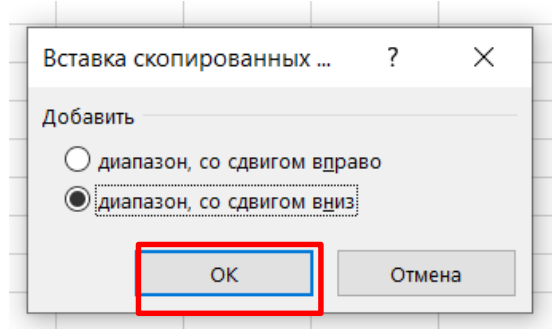 Вставка скопированных ... ?
Добавить
диапазон, со сдвигом вправо
диапазон, со сдвигом вниз
ОК
Отмена